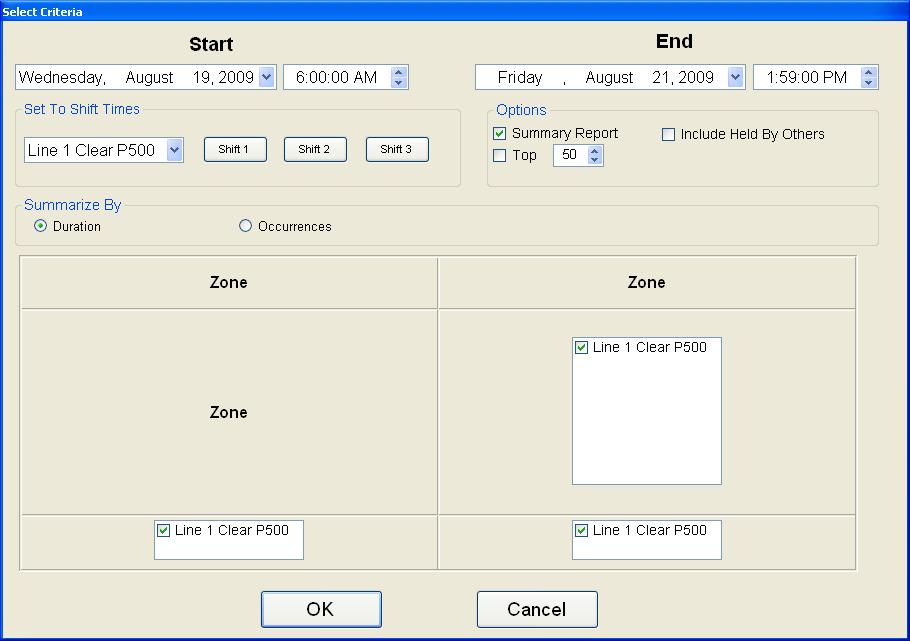 Select Criteria
Start
End
Wednesday, August 19, 2009
6:00:00 AM
Friday , August 21, 2009
1:59:00 PM
Set To Shift Times
Line 1 Clear P500
Shift 1
Shift 2
Shift 3
Options
Summary Report
Include Held By Others
Top 50
Summarize By
Duration
Occurrences
Zone
Zone
Zone
Line 1 Clear P500
Line 1 Clear P500
Line 1 Clear P500
OK
Cancel